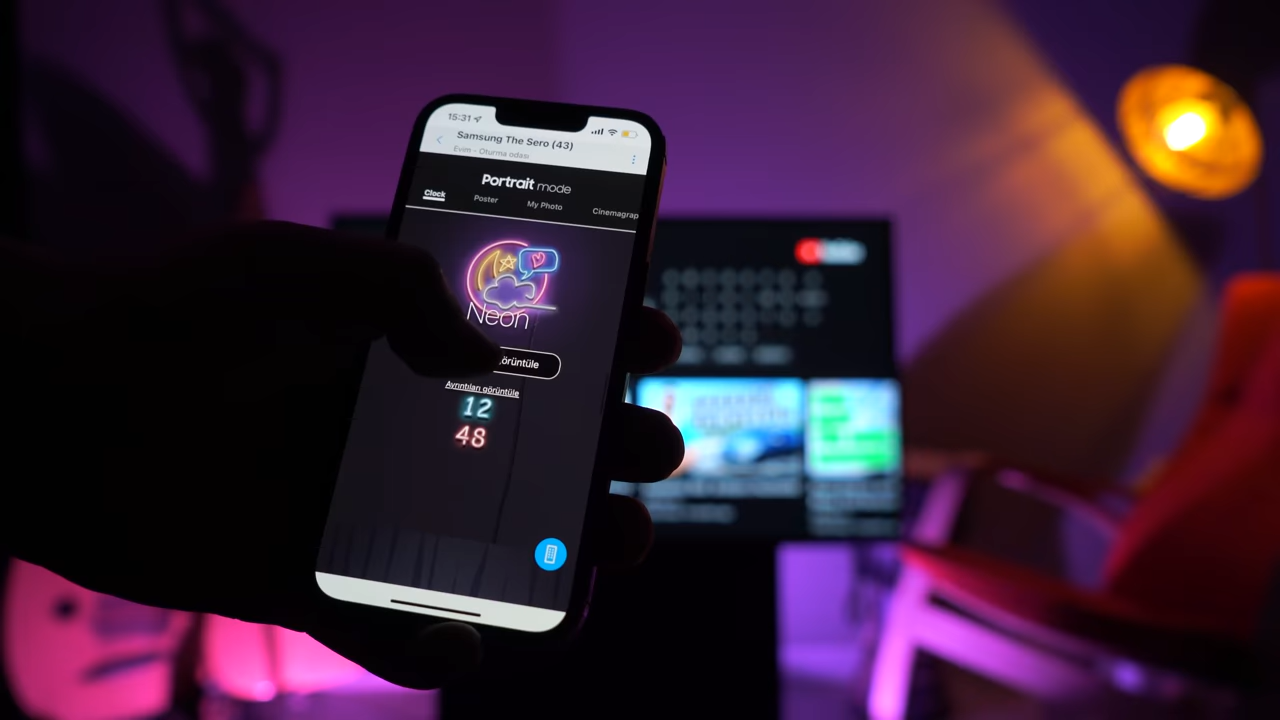 15:31
Samsung The Sero (43)
Evim - Oturma odası
Portrait mode
Clock Poster My Photo Cinemagrap
Neon
görüntüle
Ayrıntıları görüntüle
12
48